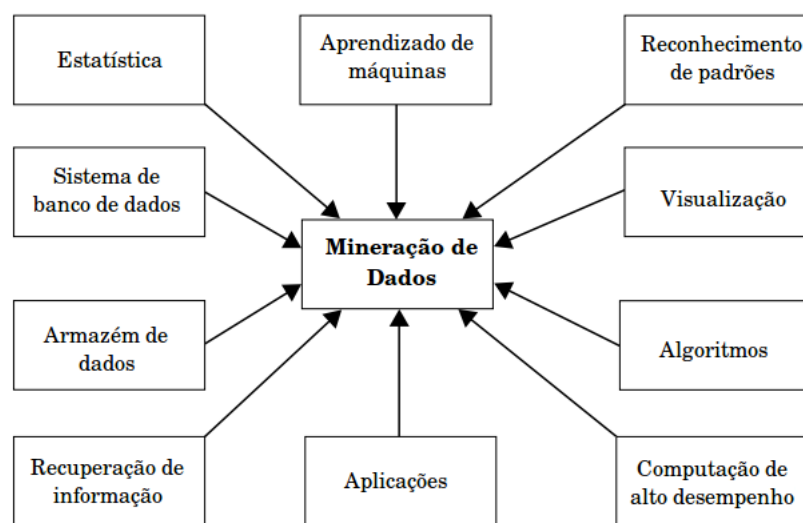 Estatística
Aprendizado de
máquinas
Reconhecimento
de padrões
Sistema de
banco de dados
Visualização
Mineração de
Dados
Armazém de
dados
Algoritmos
Recuperação de
informação
Aplicações
Computação de
alto desempenho